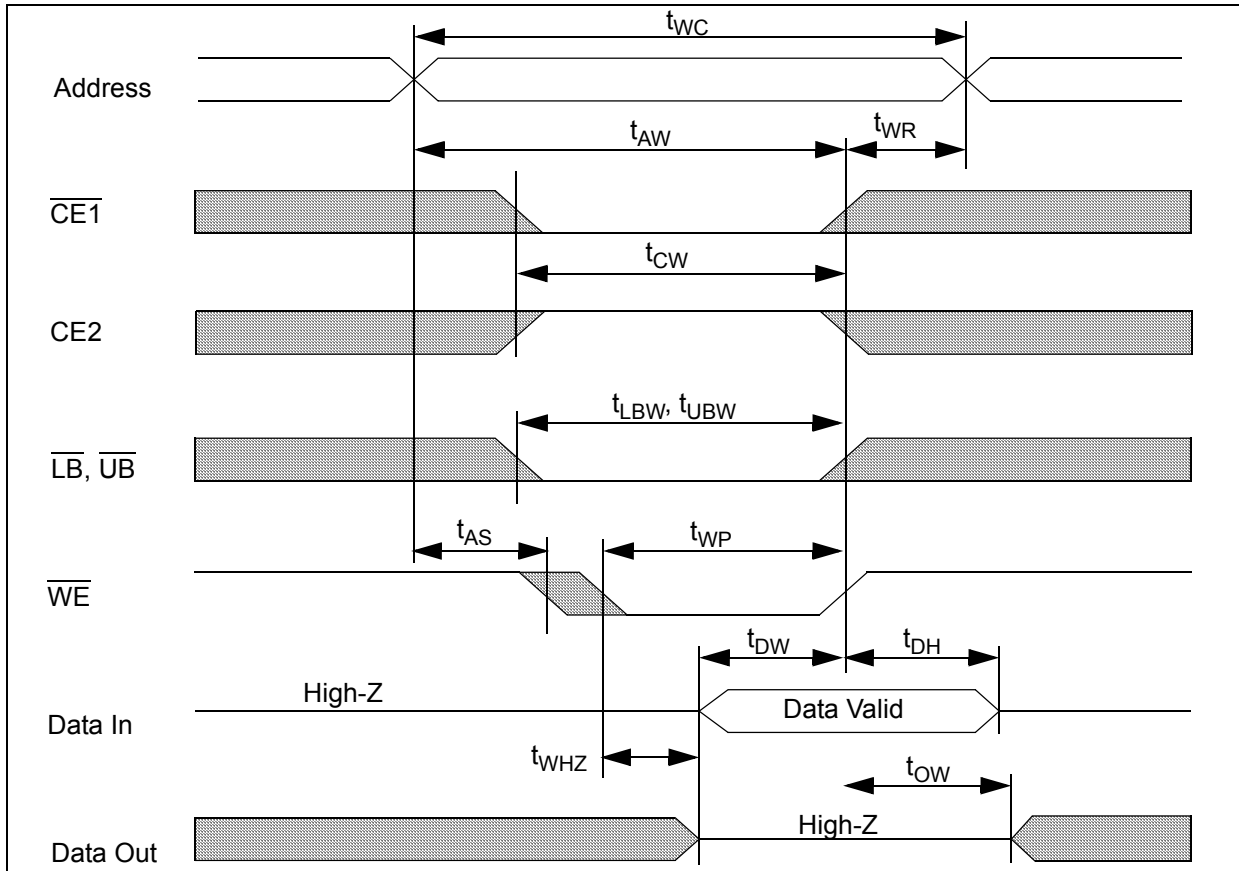 tWC
Address
tAW
tWR
CE1
tCW
CE2
tLBW, tUBW
LB, UB
tAS
tWP
WE
tDW
tDH
High-Z
Data In
Data Valid
tWHZ
tOW
High-Z
Data Out